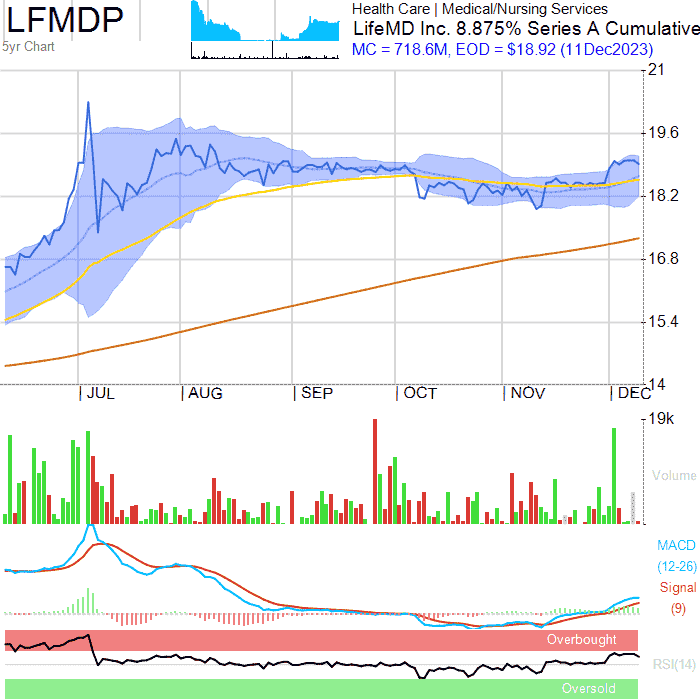 LFMDP
5yr Chart
Health Care | Medical/Nursing Services
LifeMD Inc. 8.875% Series A Cumulative
MC = 718.6M, EOD = $18.92 (11Dec2023)
21
19.6
18.2
16.8
15.4
14
| JUL | AUG | SEP | OCT | NOV | DEC
19k
Volume
MACD
(12-26)
Signal
(9)
Overbought
RSI(14)
Oversold